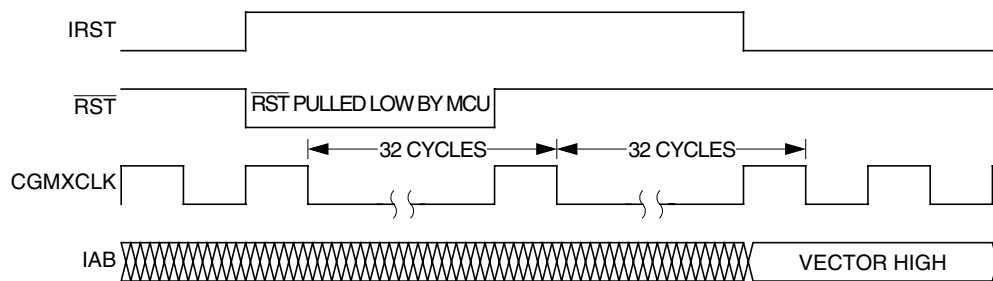 IRST
RST
RST PULLED LOW BY MCU
32 CYCLES
32 CYCLES
CGMXCLK
IAB
VECTOR HIGH